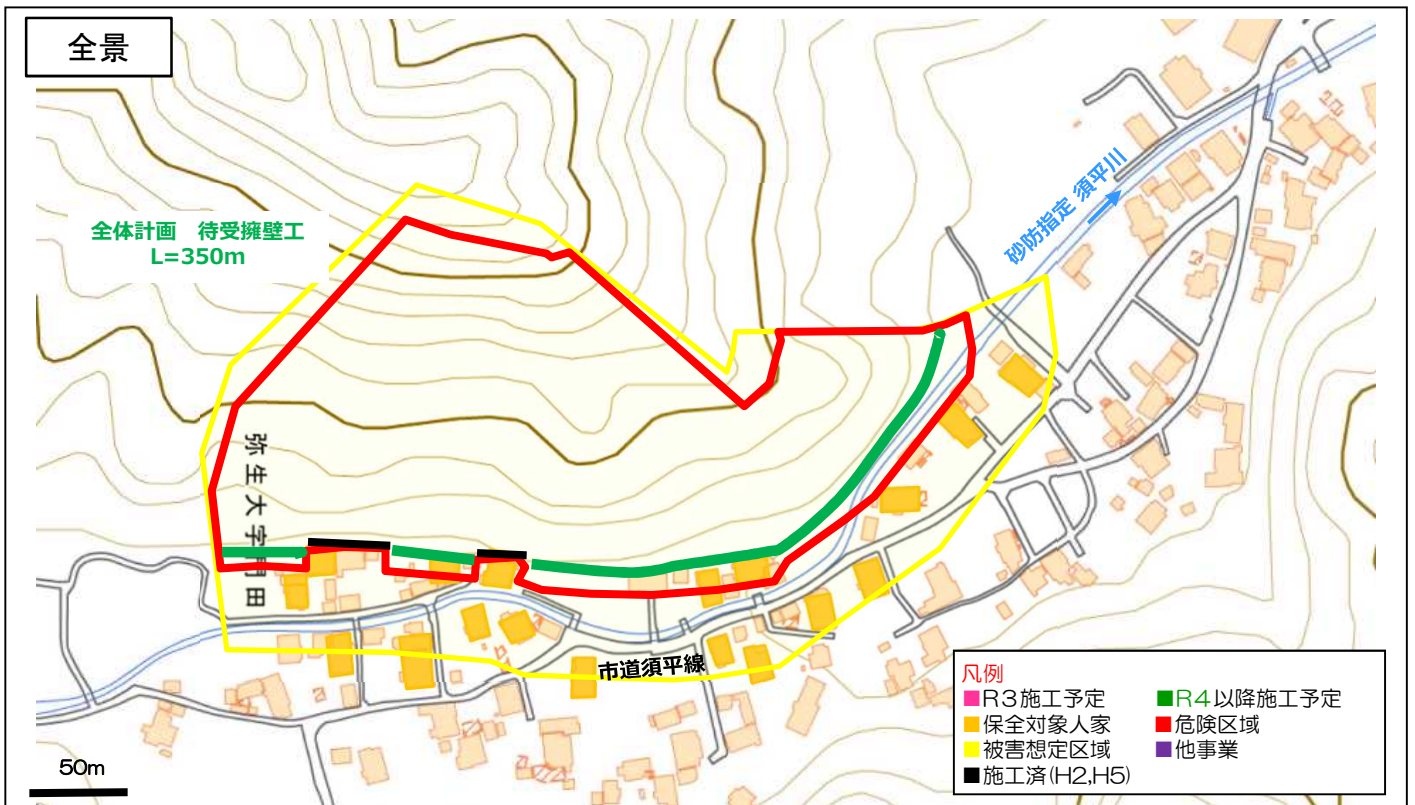 全景
全体計画 待受擁壁工
L=350m
砂防指定 須平川
弥生大字門田
市道須平線
50m
凡例
■R3施工予定 ■R4以降施工予定
■保全対象人家 ■危険区域
■被害想定区域 ■他事業
■施工済(H2,H5)